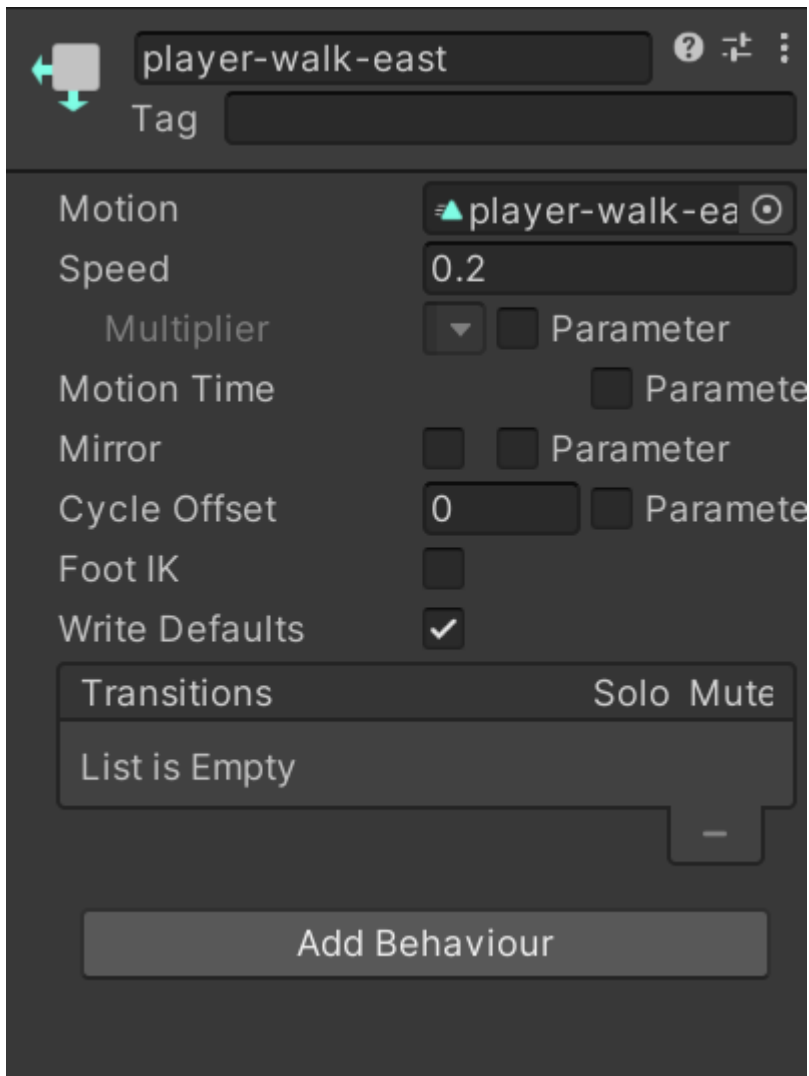 player-walk-east
Tag
Motion player-walk-ea
Speed 0.2
Multiplier Parameter
Motion Time Paramete
Mirror Parameter
Cycle Offset 0 Paramete
Foot IK
Write Defaults
Transitions Solo Mute
List is Empty
Add Behaviour